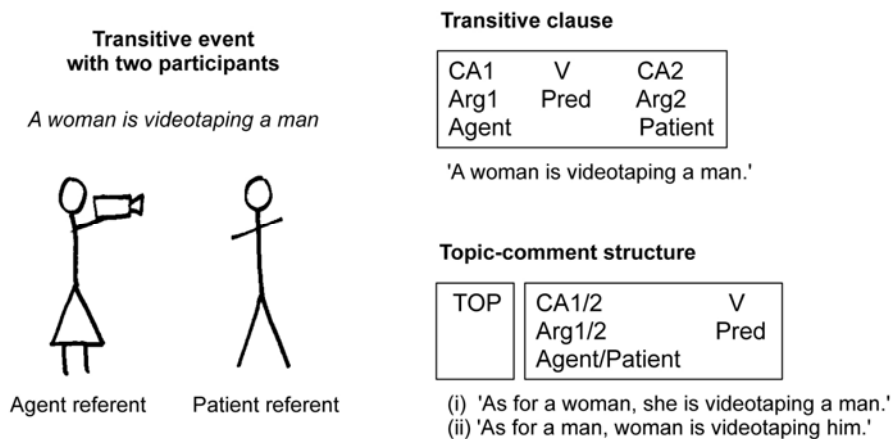 Transitive event
with two participants
A woman is videotaping a man
Agent referent Patient referent
Transitive clause
CA1 V CA2
Arg1 Pred Arg2
Agent Patient
'A woman is videotaping a man.'
Topic-comment structure
TOP CA1/2 V
Arg1/2 Pred
Agent/Patient
(i) 'As for a woman, she is videotaping a man.'
(ii) 'As for a man, woman is videotaping him.'